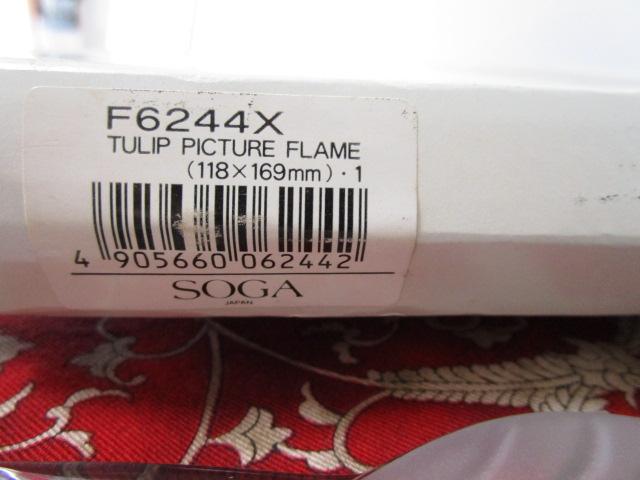 F6244X
TULIP PICTURE FLAME
(118×169mm)・1
4 905660 062442
SOGA
JAPAN